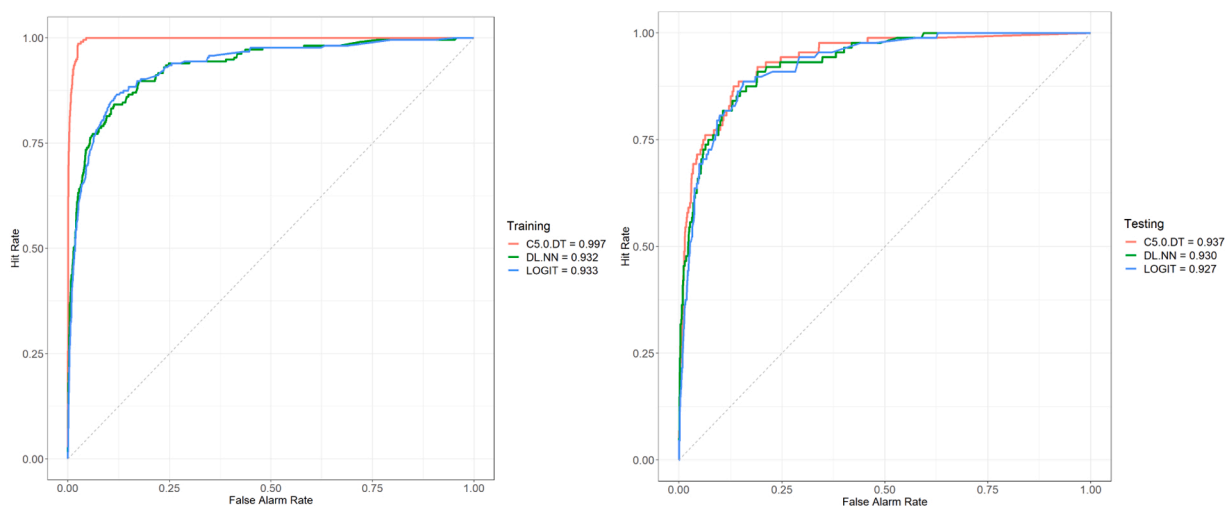 1.00
0.75
0.50
0.25
0.00
Hit Rate
0.00
0.25
0.50
0.75
1.00
False Alarm Rate
Training
C5.0.DT = 0.997
DL.NN = 0.932
LOGIT = 0.933
1.00
0.75
0.50
0.25
0.00
Hit Rate
0.00
0.25
0.50
0.75
1.00
False Alarm Rate
Testing
C5.0.DT = 0.937
DL.NN = 0.930
LOGIT = 0.927